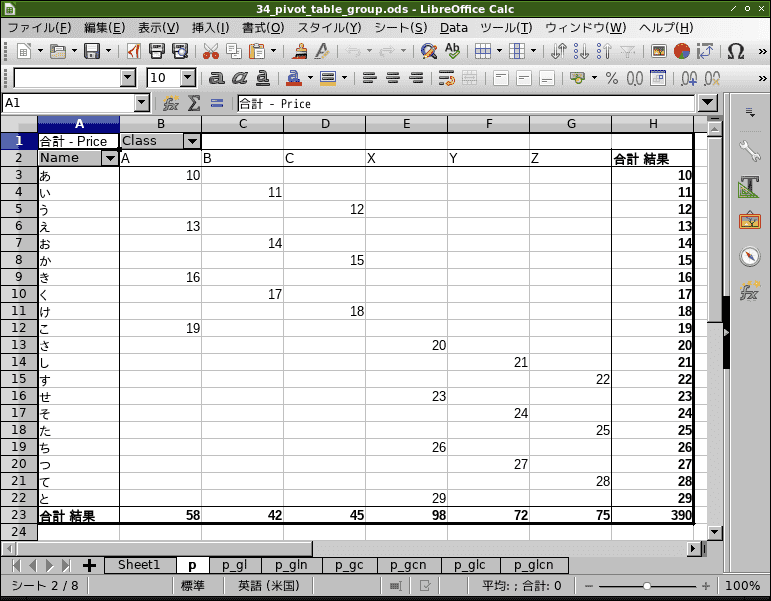 34_pivot_table_group.ods - LibreOffice Calc
ファイル(F) 編集(E) 表示(V) 挿入(I) 書式(O) スタイル(Y) シート(S) Data ツール(T) ウィンドウ(W) ヘルプ(H)
10
A1 合計 - Price
A B C D E F G H
1 合計 - Price Class
2 Name A B C X Y Z 合計 結果
3 あ 10 10
4 い 11 11
5 う 12 12
6 え 13 13
7 お 14 14
8 か 15 15
9 き 16 16
10 く 17 17
11 け 18 18
12 こ 19 19
13 さ 20 20
14 し 21 21
15 す 22 22
16 せ 23 23
17 そ 24 24
18 た 25 25
19 ち 26 26
20 つ 27 27
21 て 28 28
22 と 29 29
23 合計 結果 58 42 45 98 72 75 390
24
Sheet1 p p_gl p_gln p_gc p_gcn p_glc p_glcn
シート 2 / 8 標準 英語 (米国) 平均: ; 合計: 0 100%